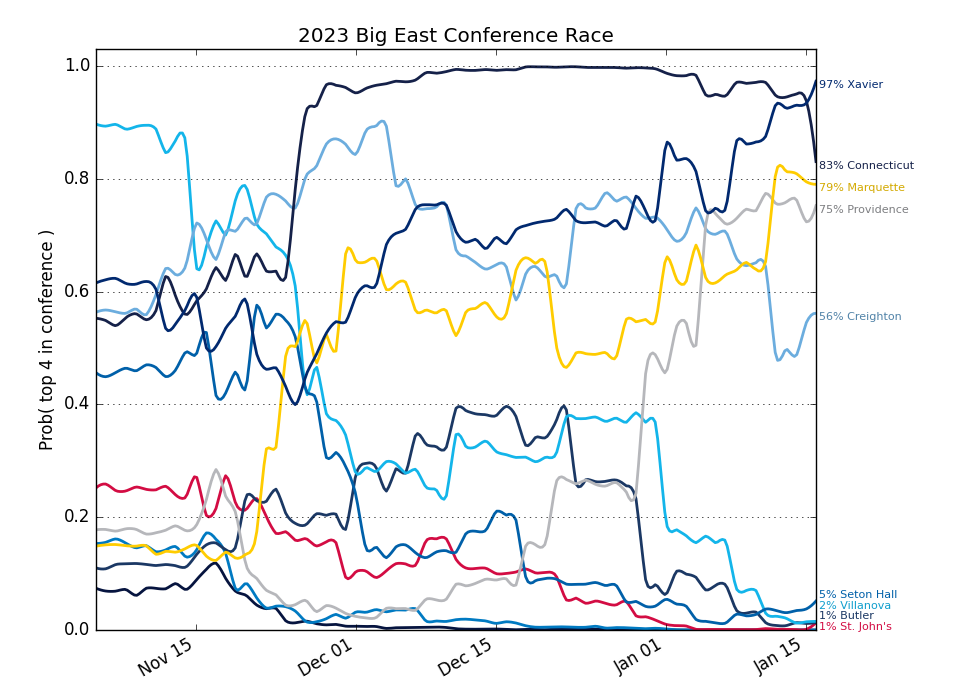 2023 Big East Conference Race
Prob( top 4 in conference )
1.0
0.8
0.6
0.4
0.2
0.0
Nov 15
Dec 01
Dec 15
Jan 01
Jan 15
97% Xavier
83% Connecticut
79% Marquette
75% Providence
56% Creighton
5% Seton Hall
2% Villanova
1% Butler
1% St. John's